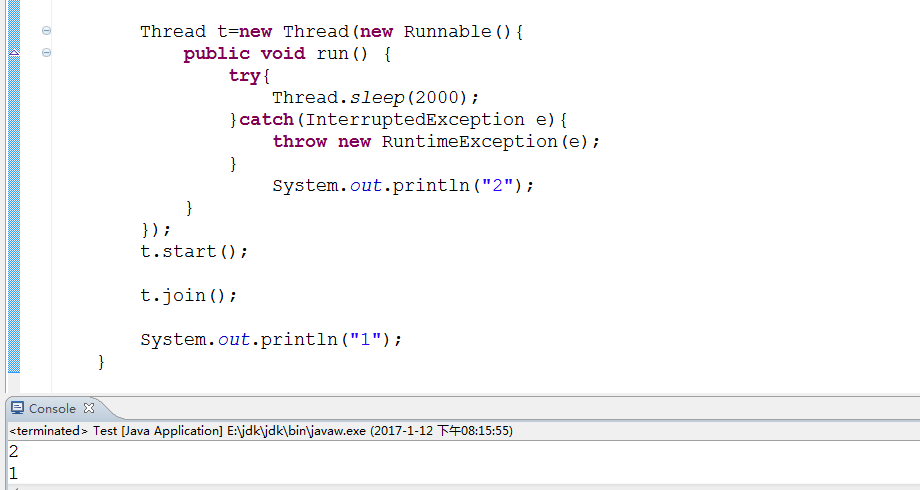 Thread t=new Thread(new Runnable(){
public void run() {
try{
Thread.sleep(2000);
}catch(InterruptedException e){
throw new RuntimeException(e);
}
System.out.println("2");
}
});
t.start();
t.join();
System.out.println("1");
}
Console
<terminated> Test [Java Application] E:\jdk\jdk\bin\javaw.exe (2017-1-12 下午08:15:55)
2
1